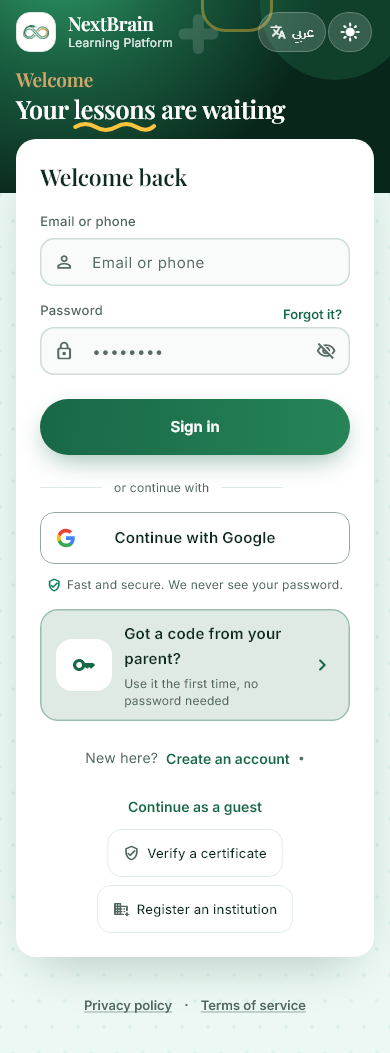 NextBrain
Learning Platform
عربي
Welcome
Your lessons are waiting
Welcome back
Email or phone
Email or phone
Password
Forgot it?
••••••••
Sign in
or continue with
Continue with Google
Fast and secure. We never see your password.
Got a code from your
parent?
Use it the first time, no
password needed
New here? Create an account •
Continue as a guest
Verify a certificate
Register an institution
Privacy policy · Terms of service